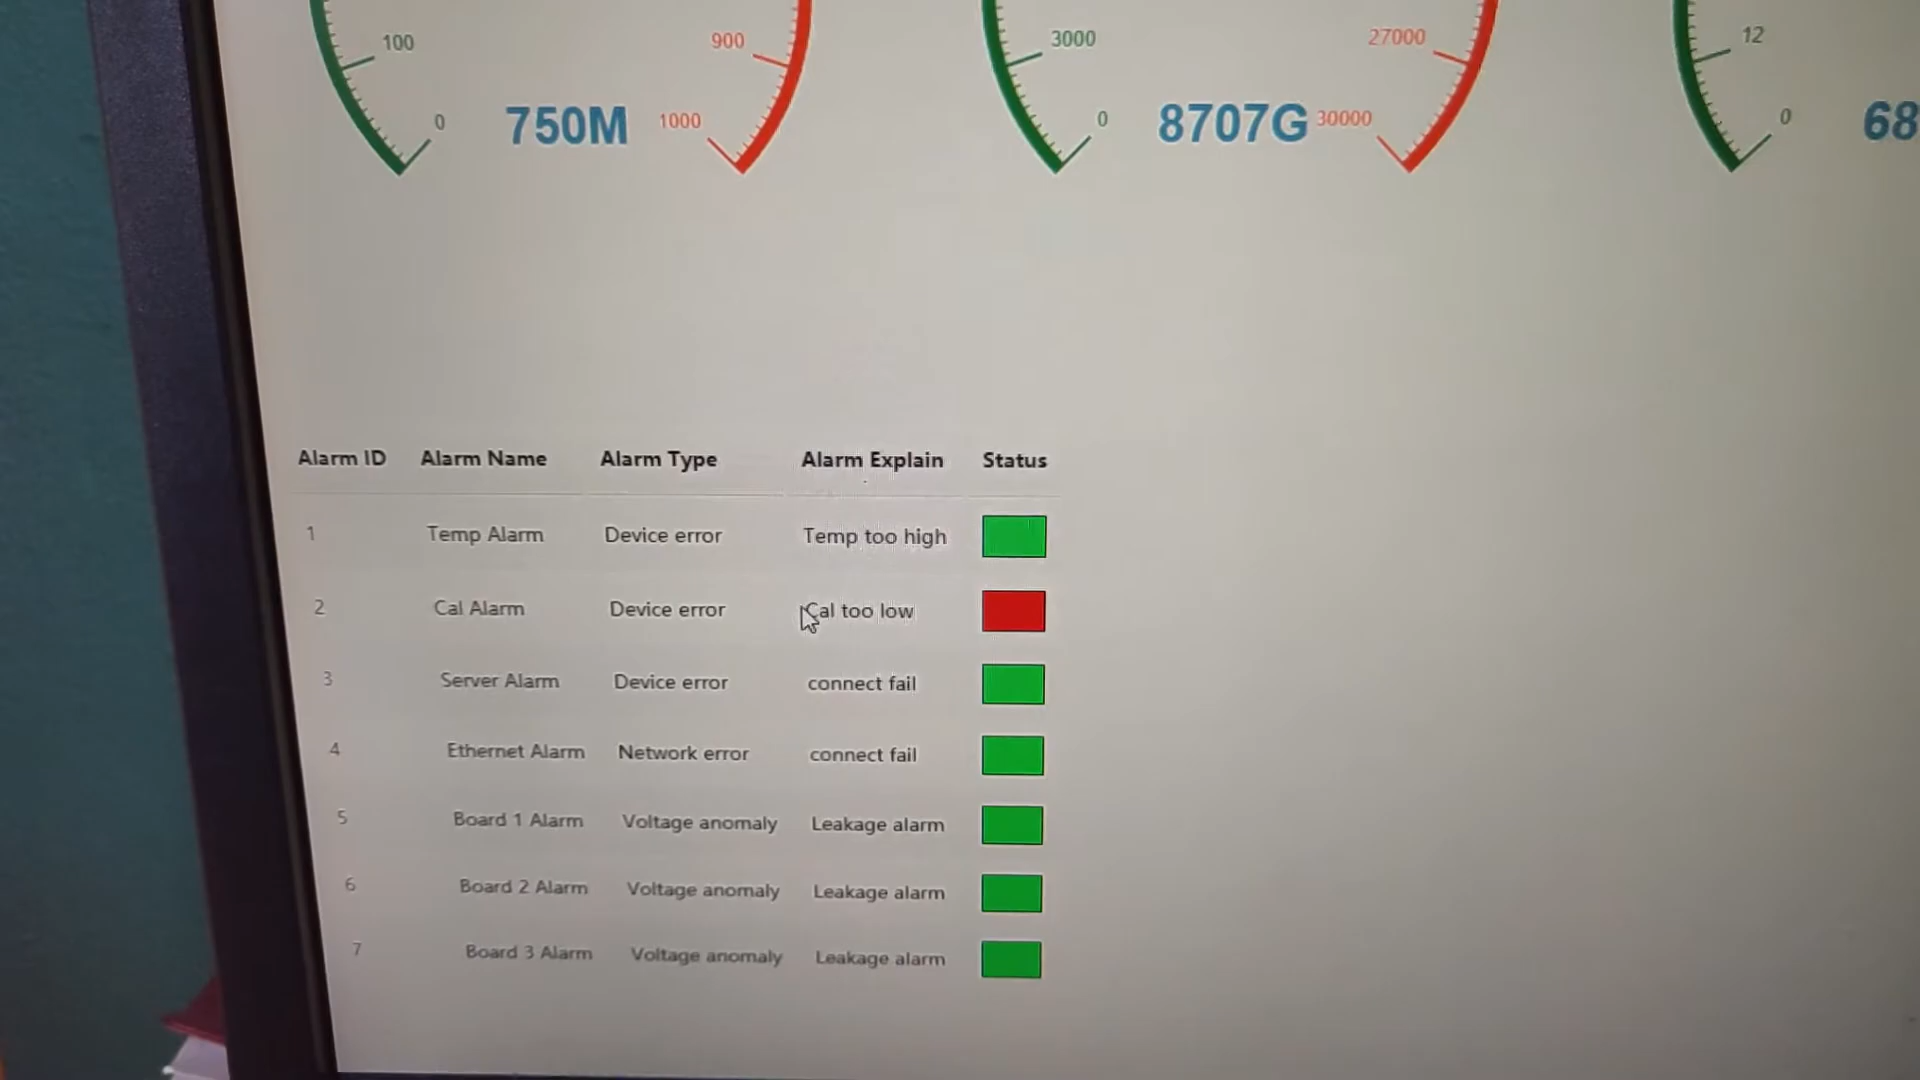 100 900 3000 27000 12
0 750M 1000 0 8707G 30000 0 68
Alarm ID Alarm Name Alarm Type Alarm Explain Status
1 Temp Alarm Device error Temp too high
2 Cal Alarm Device error Cal too low
3 Server Alarm Device error connect fail
4 Ethernet Alarm Network error connect fail
5 Board 1 Alarm Voltage anomaly Leakage alarm
6 Board 2 Alarm Voltage anomaly Leakage alarm
7 Board 3 Alarm Voltage anomaly Leakage alarm